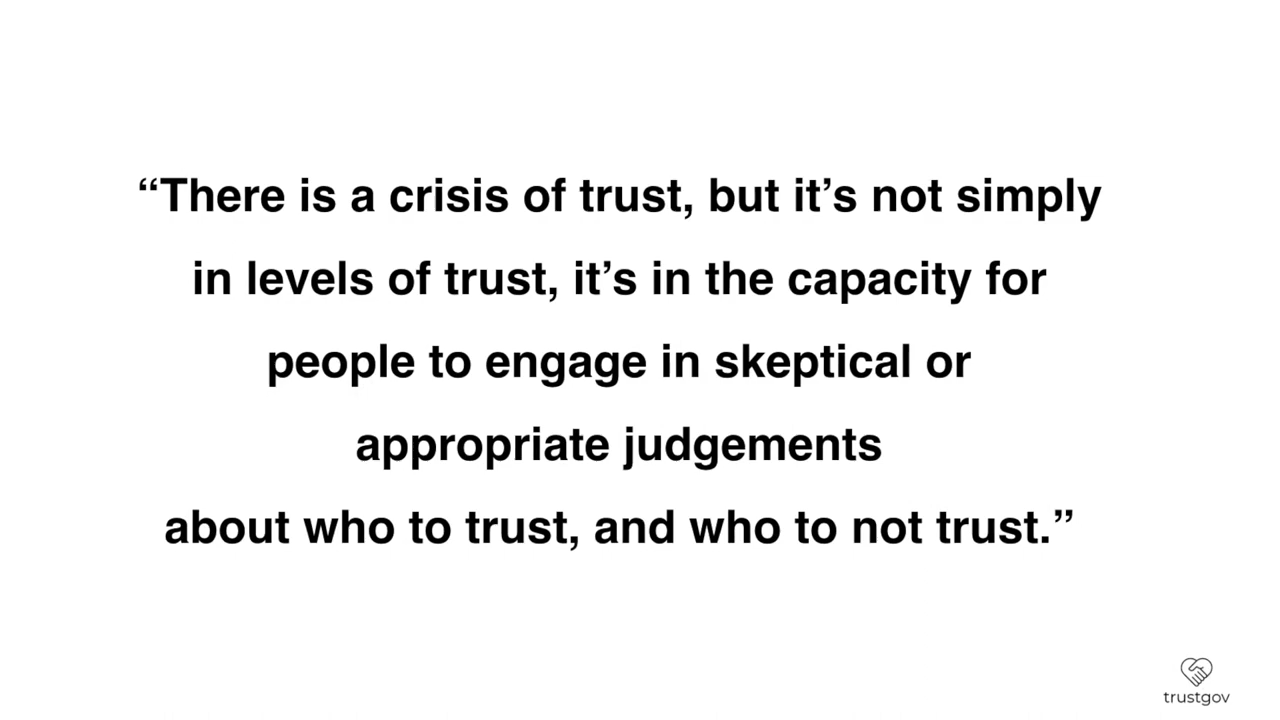 “There is a crisis of trust, but it’s not simply
in levels of trust, it’s in the capacity for
people to engage in skeptical or
appropriate judgements
about who to trust, and who to not trust.”
trustgov